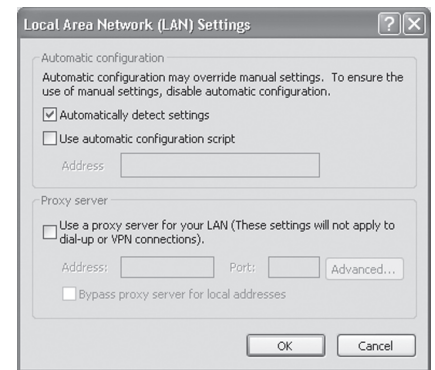 Local Area Network (LAN) Settings
Automatic configuration
Automatic configuration may override manual settings. To ensure the
use of manual settings, disable automatic configuration.
Automatically detect settings
Use automatic configuration script
Address
Proxy server
Use a proxy server for your LAN (These settings will not apply to
dial-up or VPN connections).
Address: Port: Advanced...
Bypass proxy server for local addresses
OK Cancel